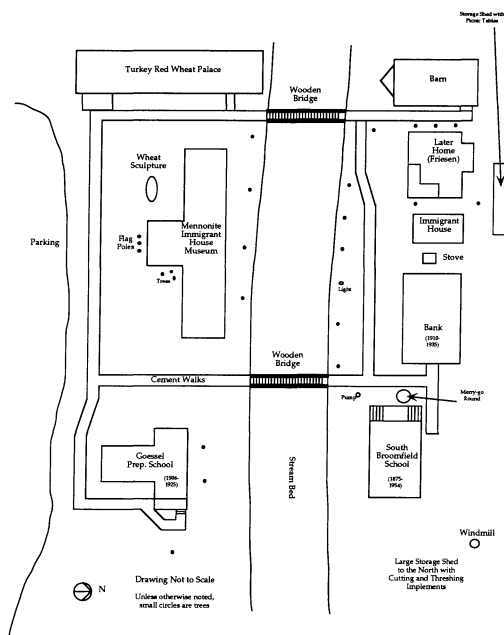 Storage Shed with
Picnic Tables
Turkey Red Wheat Palace
Wooden
Bridge
Barn
Later
Home
(Friesen)
Wheat
Sculpture
Mennonite
Immigrant
House
Museum
Immigrant
House
Parking
Flag
Poles
Trees
Stove
Light
Bank
(1910-
1935)
Wooden
Bridge
Cement Walks
Pump
Merry-go
Round
Goessel
Prep. School
(1906-
1925)
Stream Bed
South
Broomfield
School
(1875-
1954)
Windmill
Large Storage Shed
to the North with
Cutting and Threshing
Implements
N
Drawing Not to Scale
Unless otherwise noted,
small circles are trees